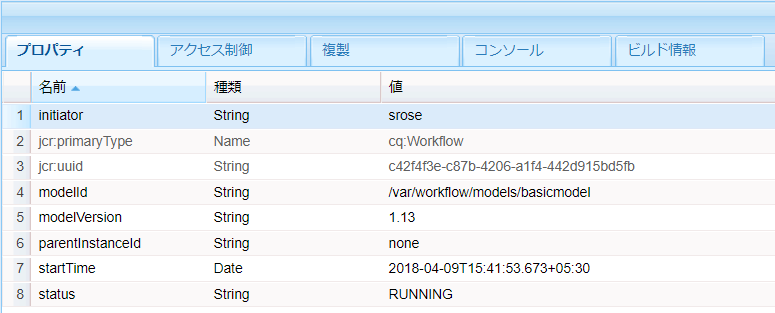 プロパティ アクセス制御 複製 コンソール ビルド情報
名前 種類 値
1 initiator String srose
2 jcr:primaryType Name cq:Workflow
3 jcr:uuid String c42f4f3e-c87b-4206-a1f4-442d915bd5fb
4 modelId String /var/workflow/models/basicmodel
5 modelVersion String 1.13
6 parentInstanceId String none
7 startTime Date 2018-04-09T15:41:53.673+05:30
8 status String RUNNING